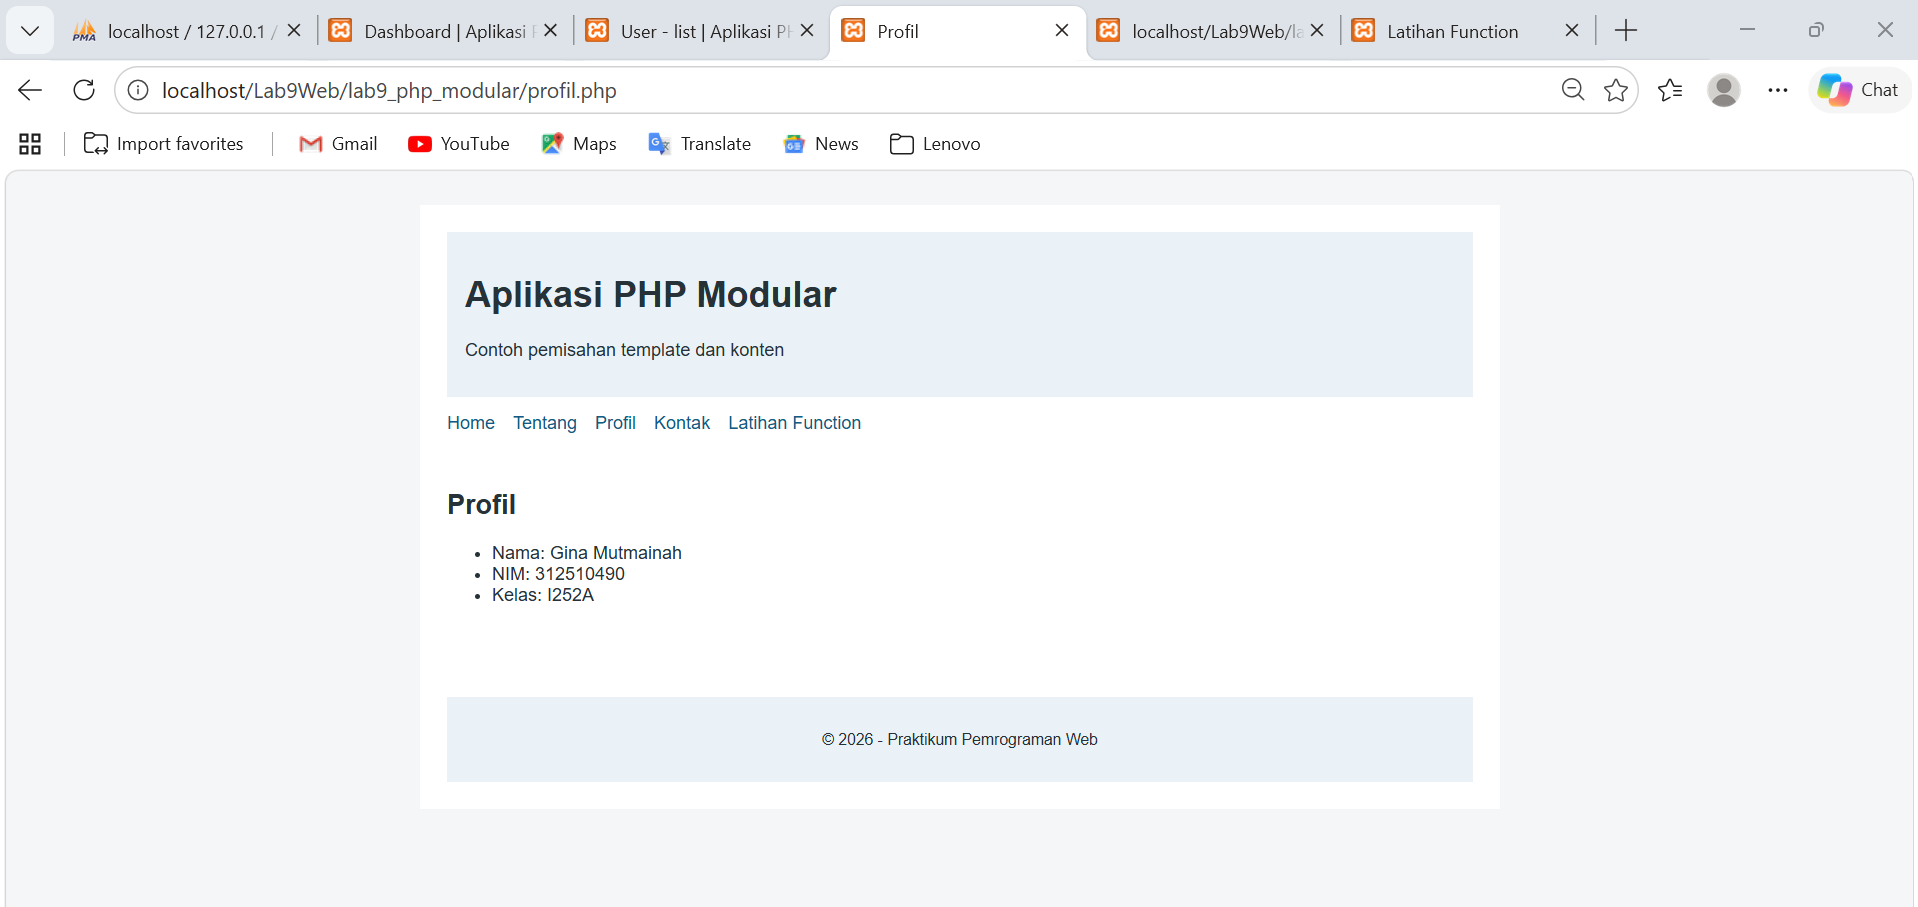 PMA localhost / 127.0.0.1 /
Dashboard | Aplikasi
User - list | Aplikasi
Profil
localhost/Lab9Web/la
Latihan Function
localhost/Lab9Web/lab9_php_modular/profil.php
Chat
Import favorites
Gmail
YouTube
Maps
Translate
News
Lenovo
Aplikasi PHP Modular
Contoh pemisahan template dan konten
Home Tentang Profil Kontak Latihan Function
Profil
• Nama: Gina Mutmainah
• NIM: 312510490
• Kelas: I252A
© 2026 - Praktikum Pemrograman Web